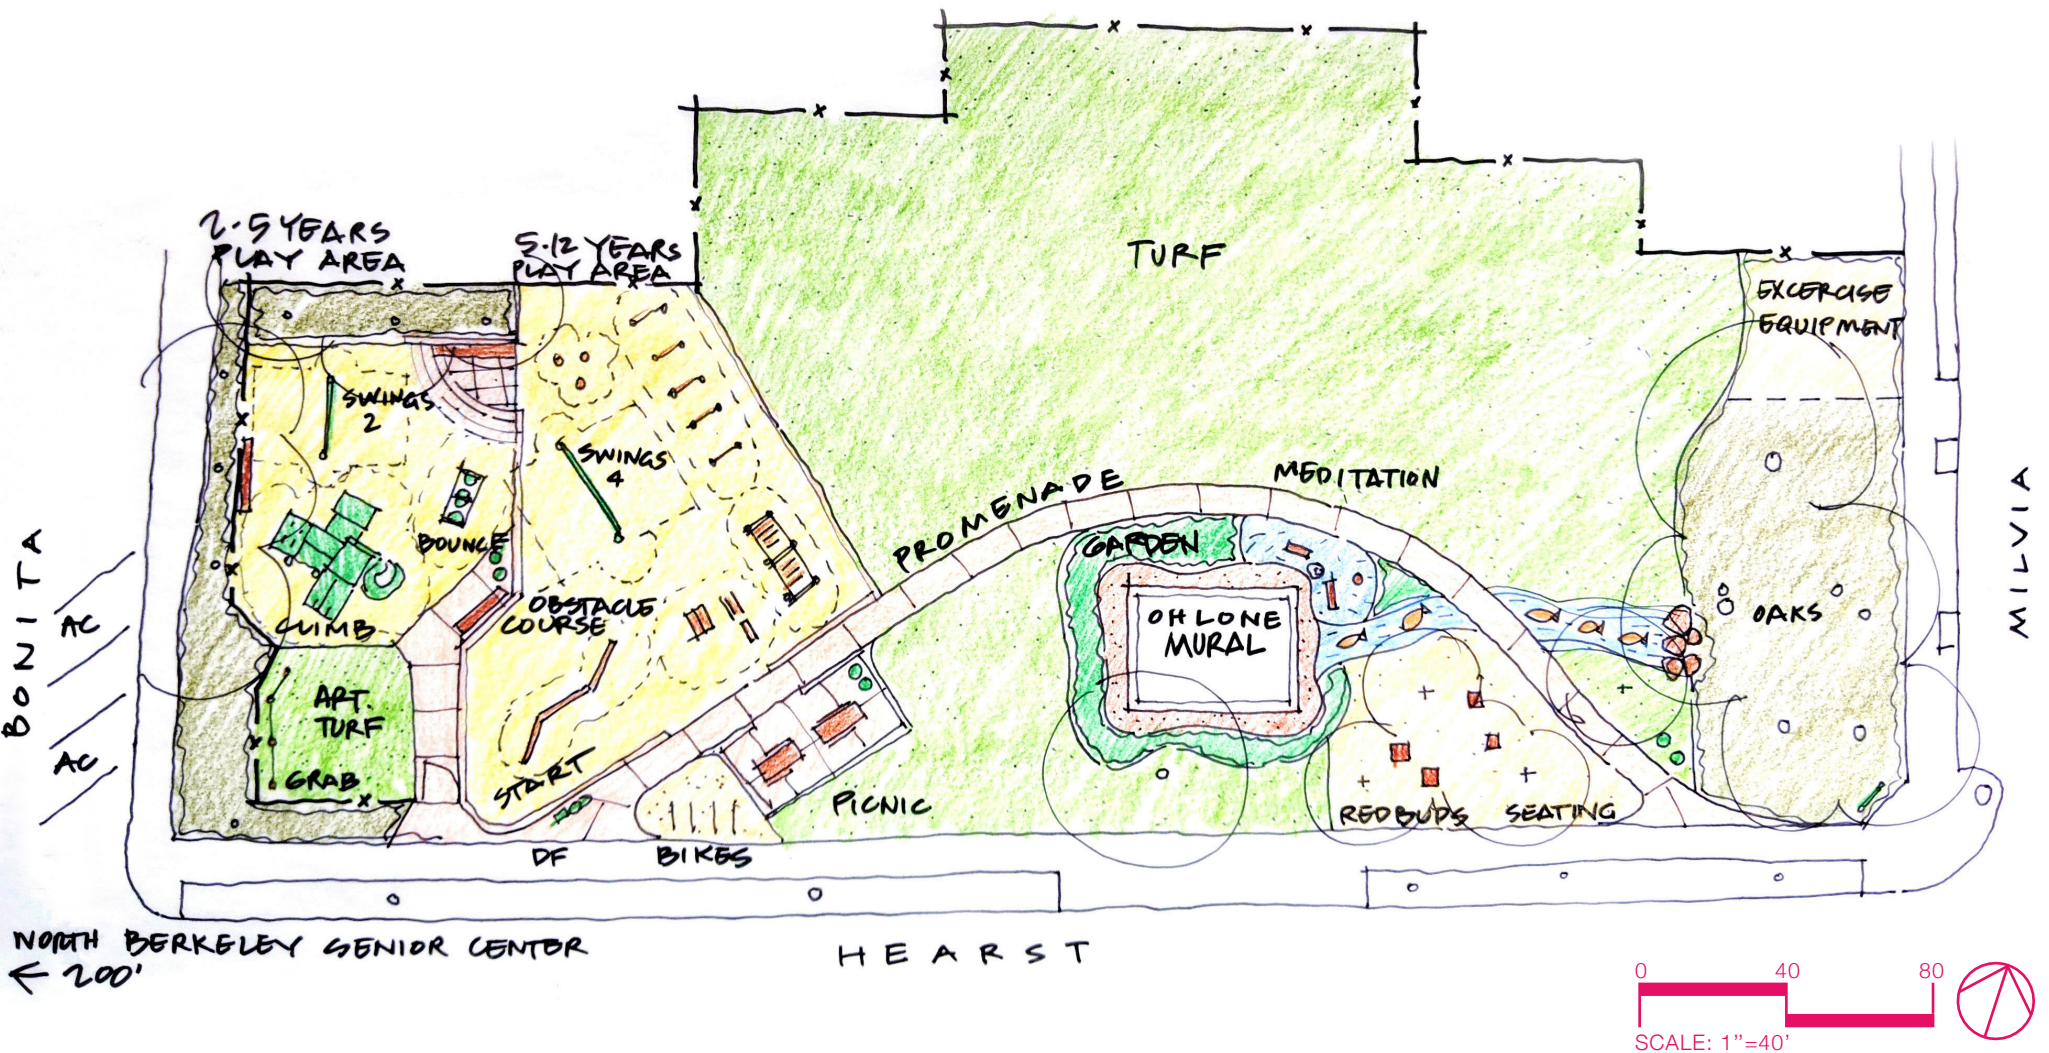 2-5 YEARS
PLAY AREA
5-12 YEARS
PLAY AREA
TURF
EXCERCISE
EQUIPMENT
SWINGS
2
SWINGS
4
BOUNCE
CLIMB
OBSTACLE
COURSE
START
ART.
TURF
GRAB
PROMENADE
MEDITATION
GARDEN
OHLONE
MURAL
OAKS
PICNIC
REDBUDS
SEATING
DF
BIKES
BONITA
AC
AC
MILVIA
NORTH BERKELEY SENIOR CENTER
← 200'
HEARST
0 40 80
SCALE: 1"=40'